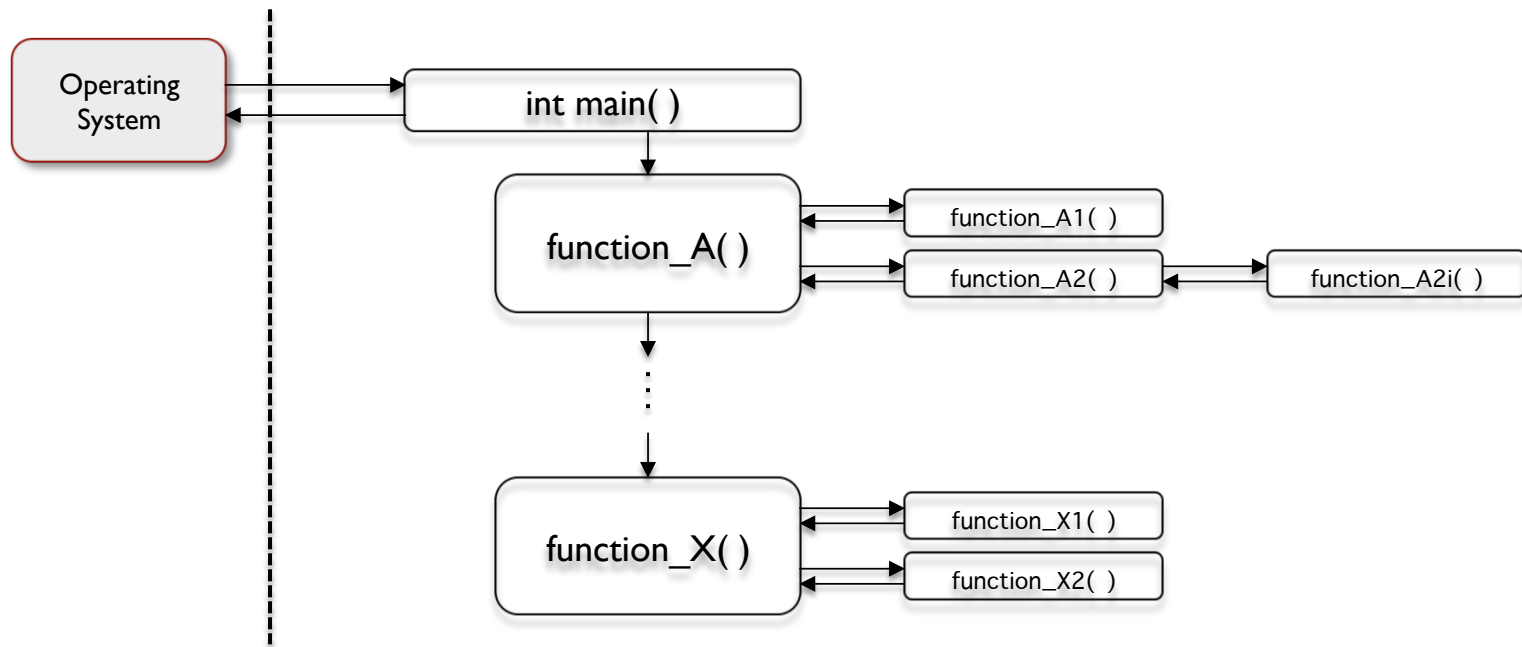 Operating
System
int main( )
function_A( )
function_A1( )
function_A2( )
function_A2i( )
function_X( )
function_X1( )
function_X2( )